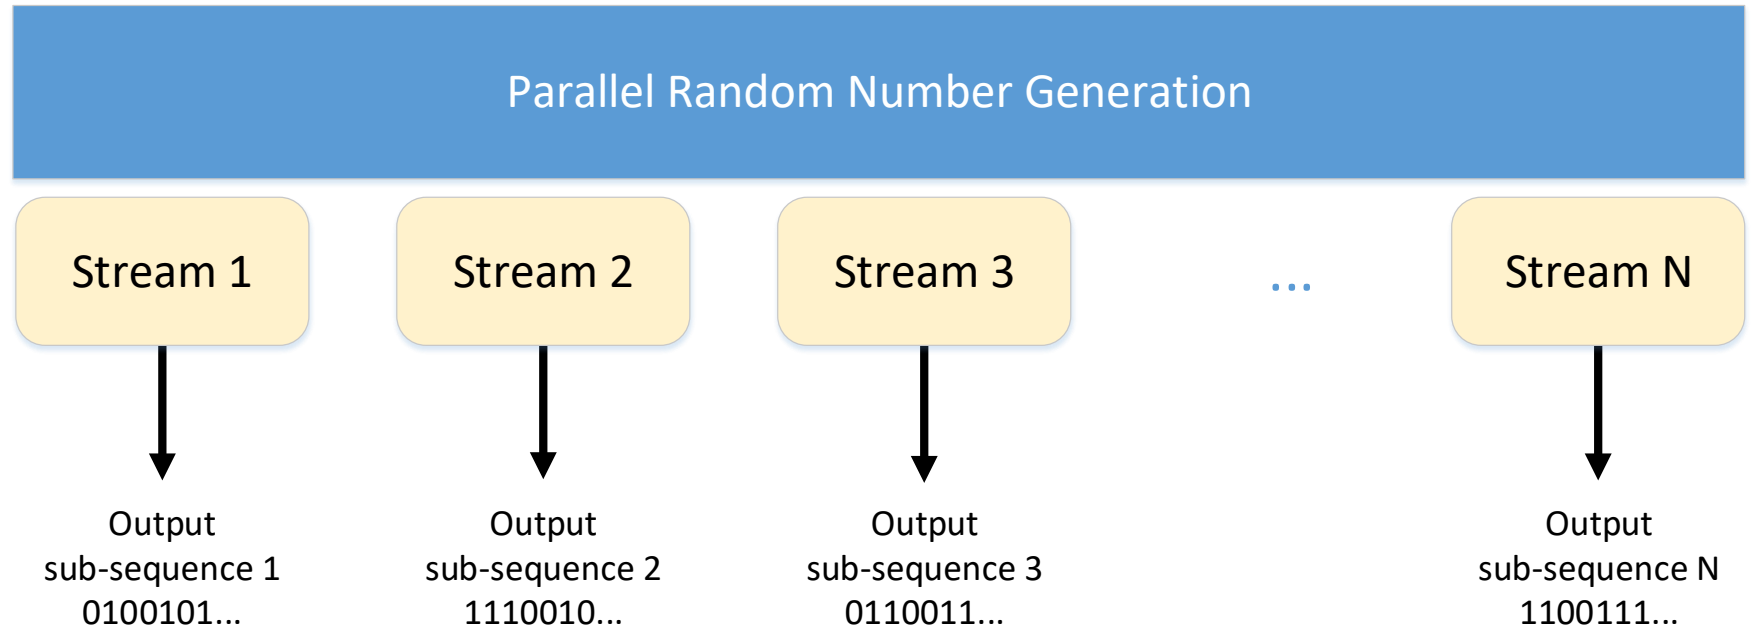 Parallel Random Number Generation
Stream 1
Stream 2
Stream 3
...
Stream N
Output
sub-sequence 1
0100101...
Output
sub-sequence 2
1110010...
Output
sub-sequence 3
0110011...
Output
sub-sequence N
1100111...